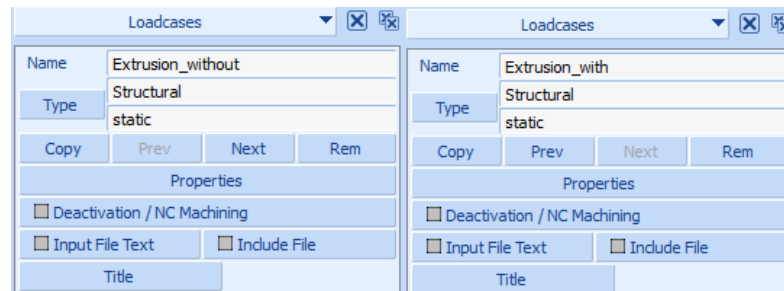 Loadcases
Name Extrusion_without
Type Structural
static
Copy Prev Next Rem
Properties
Deactivation / NC Machining
Input File Text Include File
Title
Loadcases
Name Extrusion_with
Type Structural
static
Copy Prev Next Rem
Properties
Deactivation / NC Machining
Input File Text Include File
Title